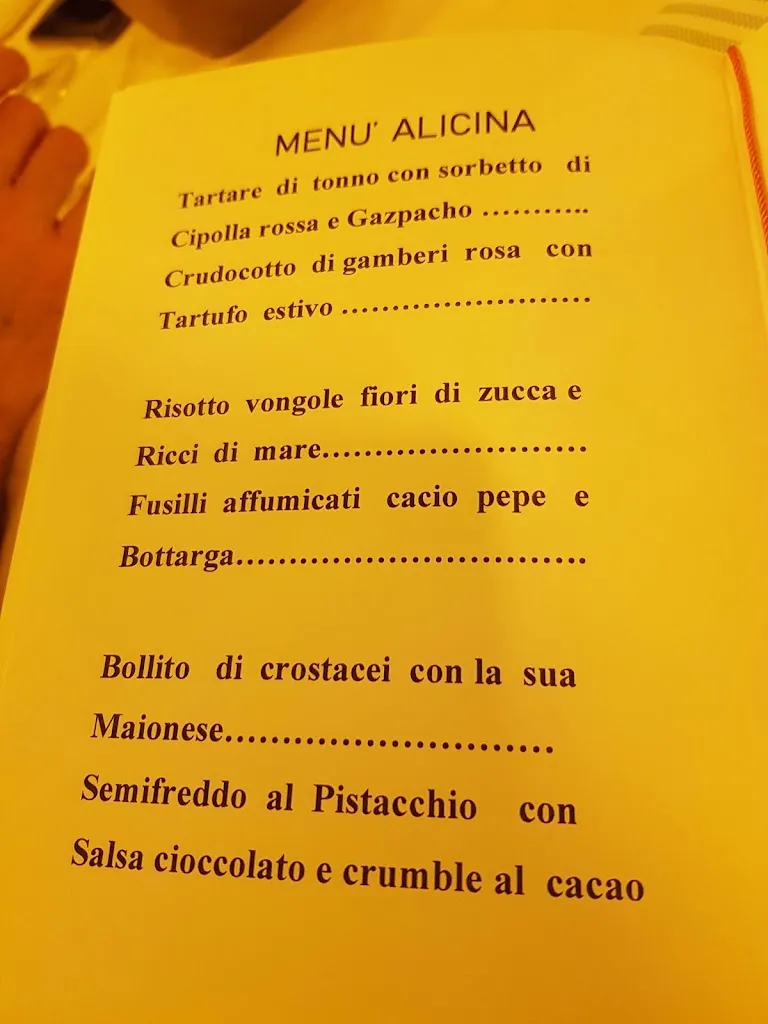 MENU' ALICINA
Tartare di tonno con sorbetto di
Cipolla rossa e Gazpacho ...........
Crudocotto di gamberi rosa con
Tartufo estivo ........................
Risotto vongole fiori di zucca e
Ricci di mare.........................
Fusilli affumicati cacio pepe e
Bottarga.................................
Bollito di crostacei con la sua
Maionese.............................
Semifreddo al Pistacchio con
Salsa cioccolato e crumble al cacao